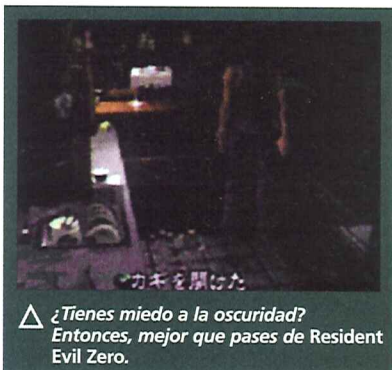 カギを開けた
¿Tienes miedo a la oscuridad?
Entonces, mejor que pases de Resident
Evil Zero.